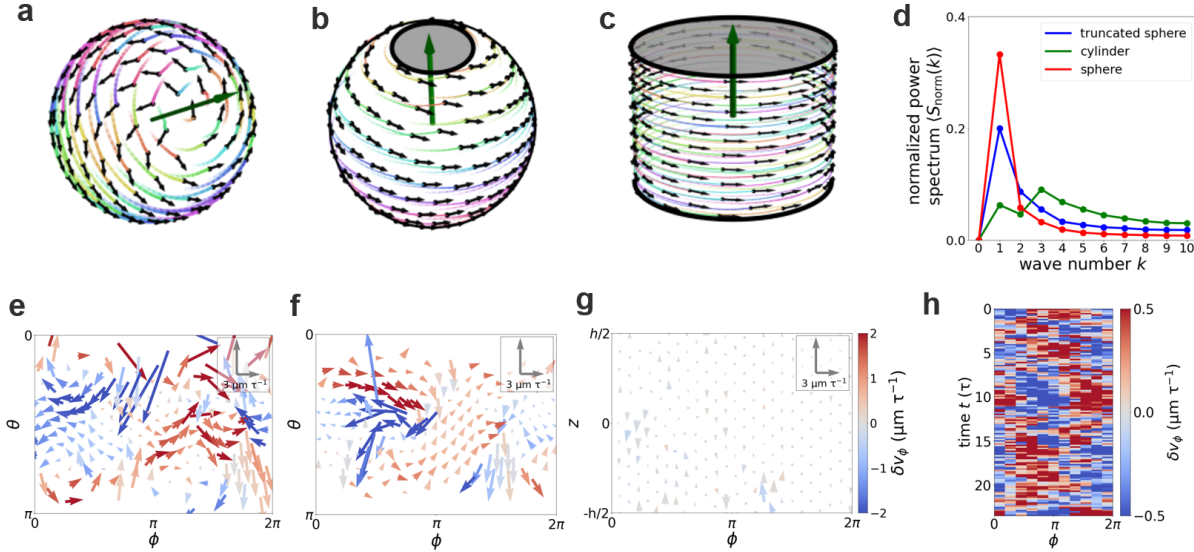 a
b
c
d
normalized power
spectrum ⟨S_norm(k)⟩
0.4
0.2
0.0
truncated sphere
cylinder
sphere
0 1 2 3 4 5 6 7 8 9 10
wave number k
e
0
θ
π
3 µm τ⁻¹
0 π 2π
ϕ
f
0
θ
π
3 µm τ⁻¹
0 π 2π
ϕ
g
h/2
z
0
-h/2
3 µm τ⁻¹
0 π 2π
ϕ
2
1
0
−1
−2
δv_ϕ (µm τ⁻¹)
h
time t (τ)
0
5
10
15
20
0 π 2π
ϕ
0.5
0.0
−0.5
δv_ϕ (µm τ⁻¹)